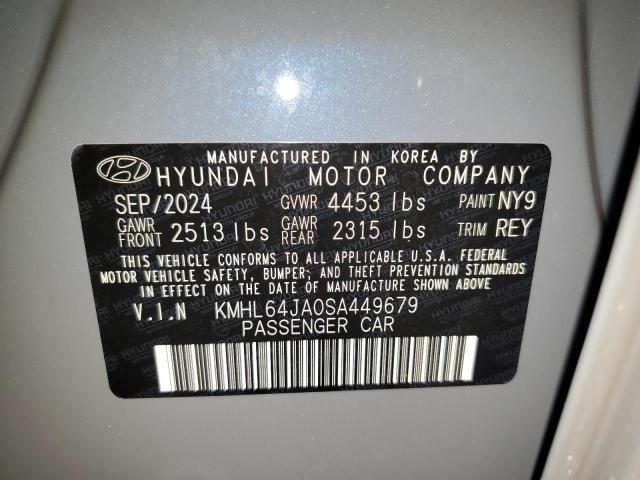 MANUFACTURED IN KOREA BY
HYUNDAI MOTOR COMPANY
SEP/2024 GVWR 4453 lbs PAINT NY9
GAWR FRONT 2513 lbs GAWR REAR 2315 lbs TRIM REY
THIS VEHICLE CONFORMS TO ALL APPLICABLE U.S.A. FEDERAL
MOTOR VEHICLE SAFETY, BUMPER, AND THEFT PREVENTION STANDARDS
IN EFFECT ON THE DATE OF MANUFACTURE SHOWN ABOVE
V.I.N KMHL64JA0SA449679
PASSENGER CAR